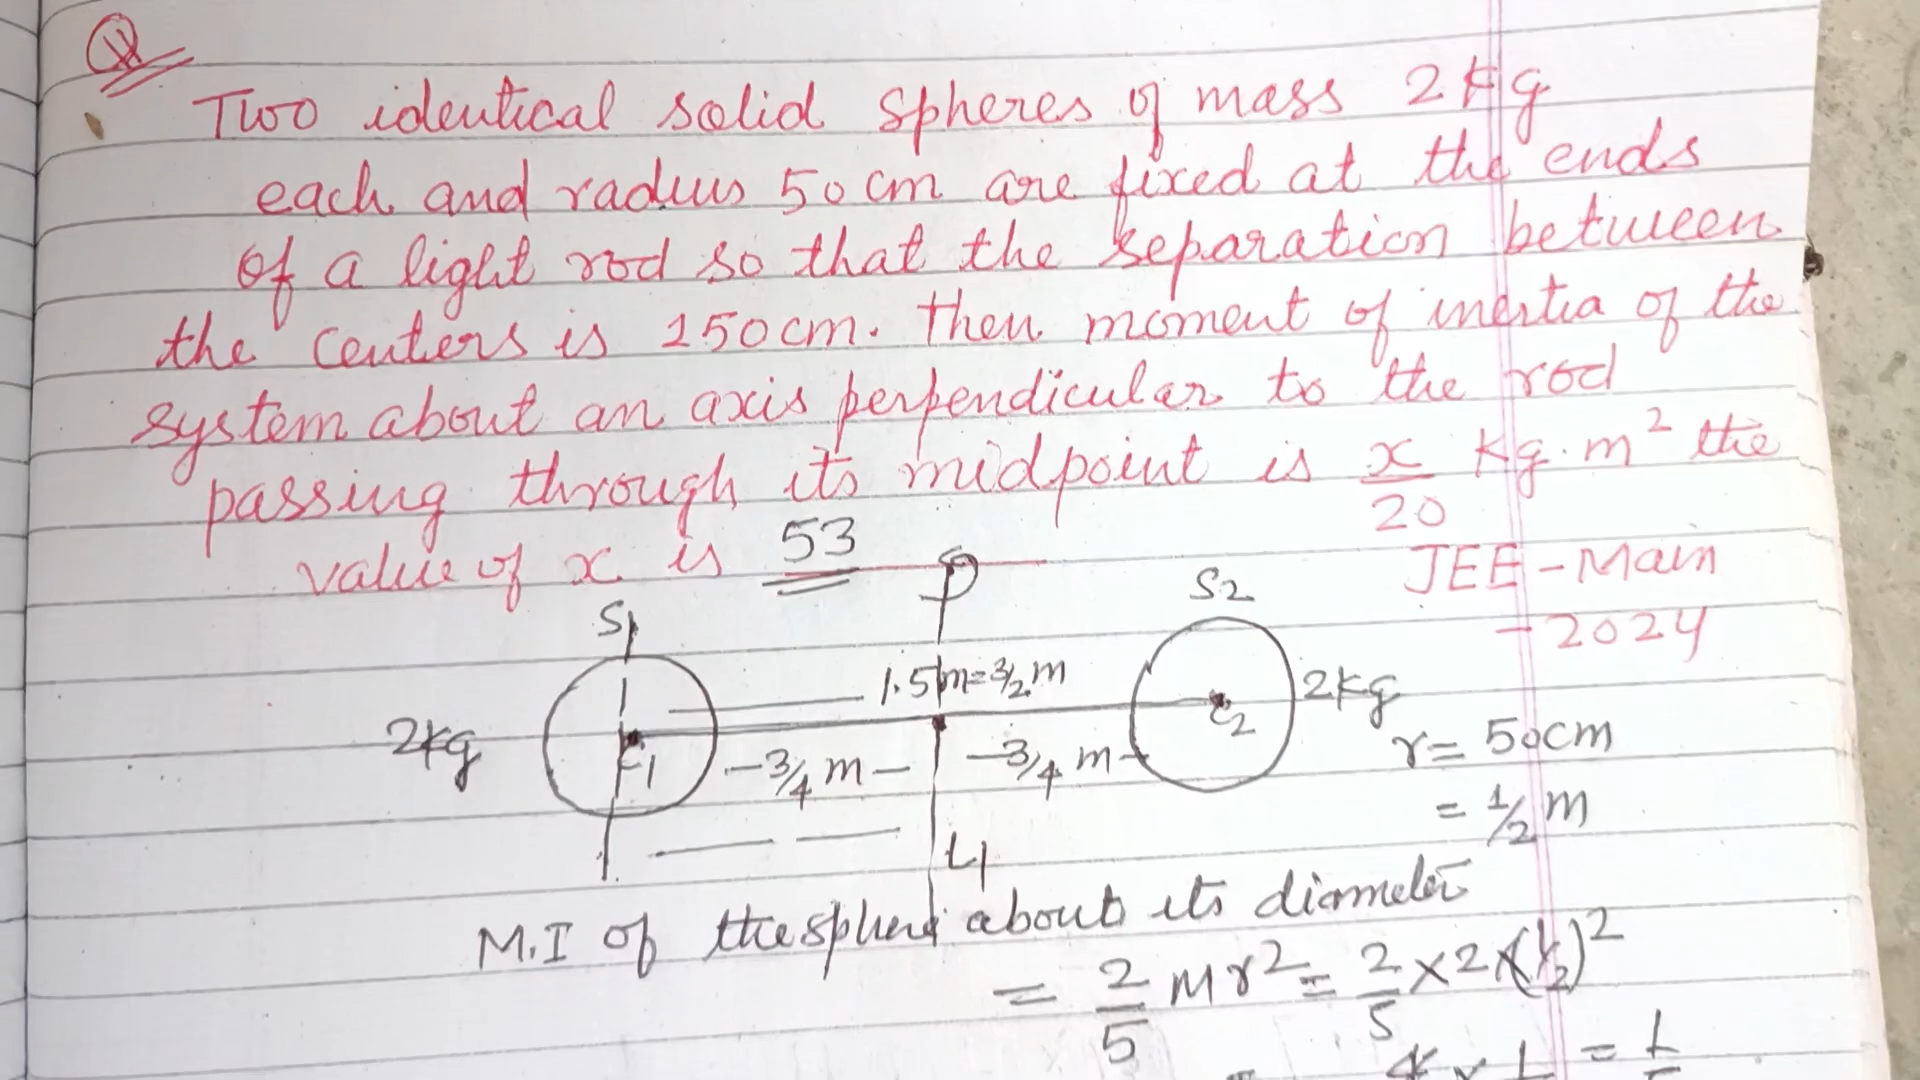 Q
Two identical solid spheres of mass 2 kg
each and radius 50 cm are fixed at the ends
of a light rod so that the separation between
the centers is 150 cm. Then moment of inertia of the
system about an axis perpendicular to the rod
passing through its midpoint is x/20 kg.m² the
value of x is 53
JEE-Main
-2024
S1 S2
1.5m=3/2 m
2kg 2kg
C1 -3/4 m- -3/4 m- C2
r= 50cm
= 1/2 m
M.I of the sphere about its diameter
= 2/5 Mr² = 2/5 ×2×(1/2)²